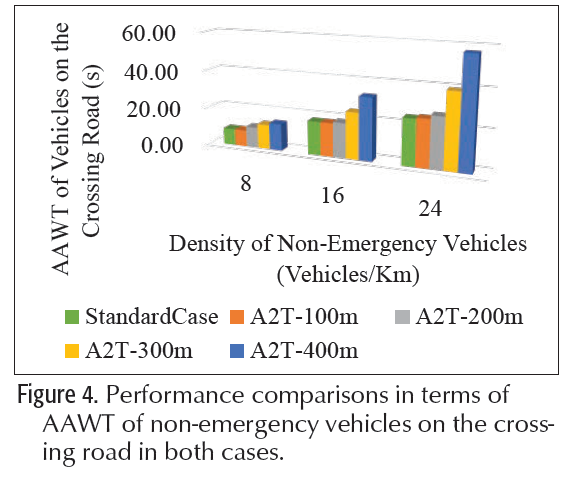 AAWT of Vehicles on the
Crossing Road (s)
60.00
40.00
20.00
0.00
8
16
24
Density of Non-Emergency Vehicles
(Vehicles/Km)
StandardCase A2T-100m A2T-200m
A2T-300m A2T-400m
Figure 4. Performance comparisons in terms of
AAWT of non-emergency vehicles on the cross-
ing road in both cases.